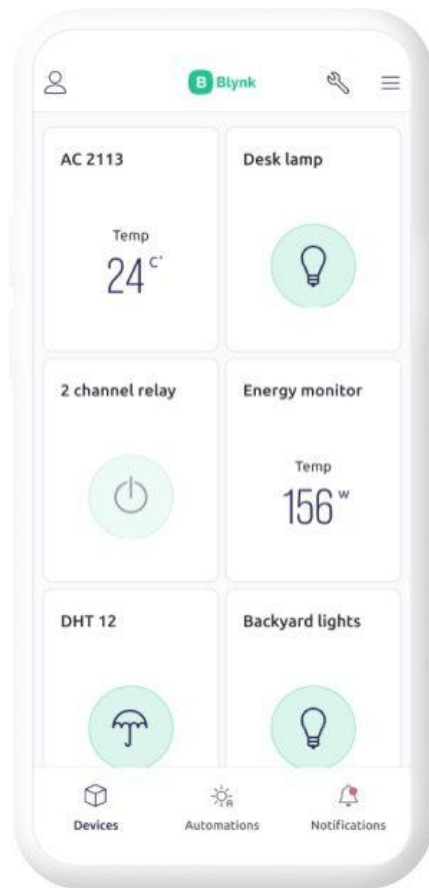 B Blynk
AC 2113
Desk lamp
Temp
24 C°
2 channel relay
Energy monitor
Temp
156 w
DHT 12
Backyard lights
A
Devices
Automations
Notifications